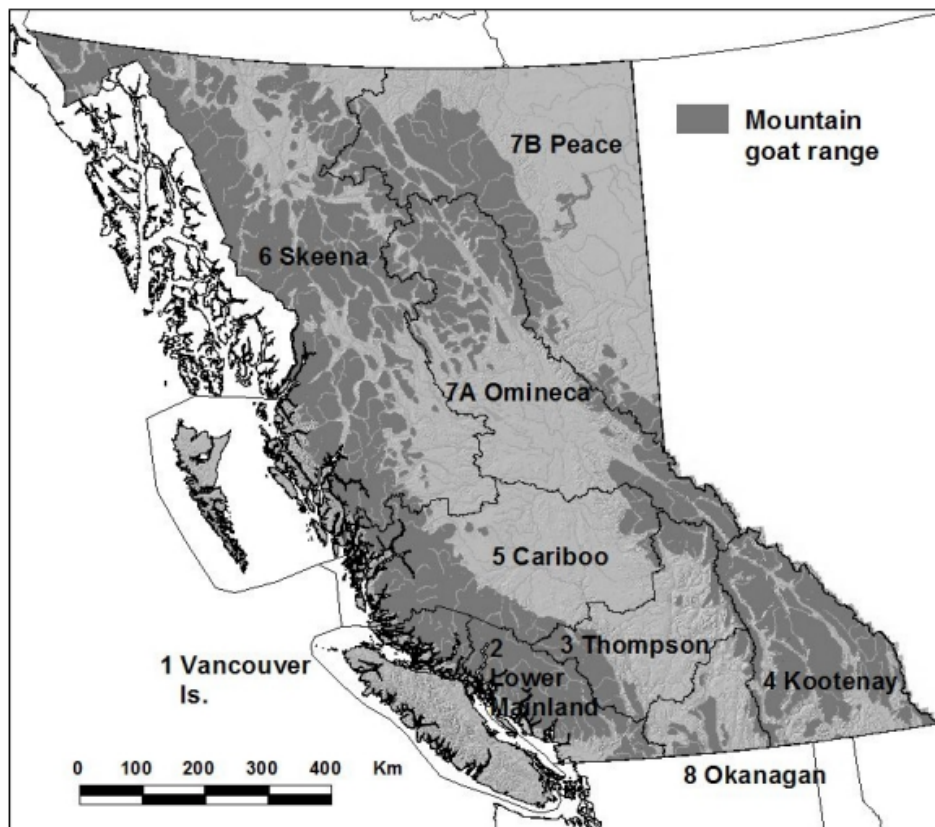 Mountain
goat range
7B Peace
6 Skeena
7A Omineca
5 Cariboo
1 Vancouver
Is.
2
Lower
Mainland
3 Thompson
4 Kootenay
8 Okanagan
0 100 200 300 400 Km